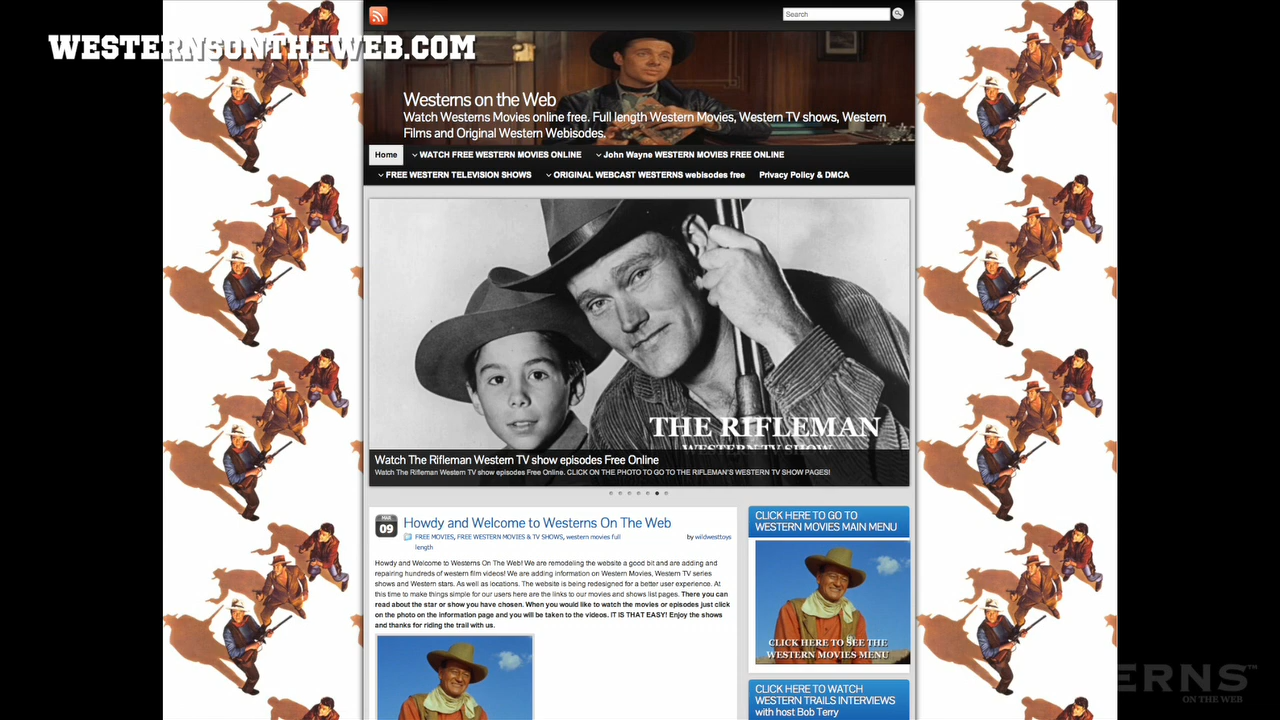 Search
WESTERNSONTHEWEB.COM
Westerns on the Web
Watch Westerns Movies online free. Full length Western Movies, Western TV shows, Western
Films and Original Western Webisodes.
Home
WATCH FREE WESTERN MOVIES ONLINE
John Wayne WESTERN MOVIES FREE ONLINE
FREE WESTERN TELEVISION SHOWS
ORIGINAL WEBCAST WESTERNS webisodes free
Privacy Policy & DMCA
THE RIFLEMAN
WESTERN TV SHOW
Watch The Rifleman Western TV show episodes Free Online
Watch The Rifleman Western TV show episodes Free Online. CLICK ON THE PHOTO TO GO TO THE RIFLEMAN'S WESTERN TV SHOW PAGES!
MAR
09
Howdy and Welcome to Westerns On The Web
FREE MOVIES, FREE WESTERN MOVIES & TV SHOWS, western movies full
length
by wildwesttoys
Howdy and Welcome to Westerns On The Web! We are remodeling the website a good bit and are adding and
repairing hundreds of western film videos! We are adding information on Western Movies, Western TV series
shows and Western stars. As well as locations. The website is being redesigned for a better user experience. At
this time to make things simple for our users here are the links to our movies and shows list pages. There you can
read about the star or show you have chosen. When you would like to watch the movies or episodes just click
on the photo on the information page and you will be taken to the videos. IT IS THAT EASY! Enjoy the shows
and thanks for riding the trail with us.
CLICK HERE TO GO TO
WESTERN MOVIES MAIN MENU
CLICK HERE TO SEE THE
WESTERN MOVIES MENU
CLICK HERE TO WATCH
WESTERN TRAILS INTERVIEWS
with host Bob Terry
ERNS™
ON THE WEB